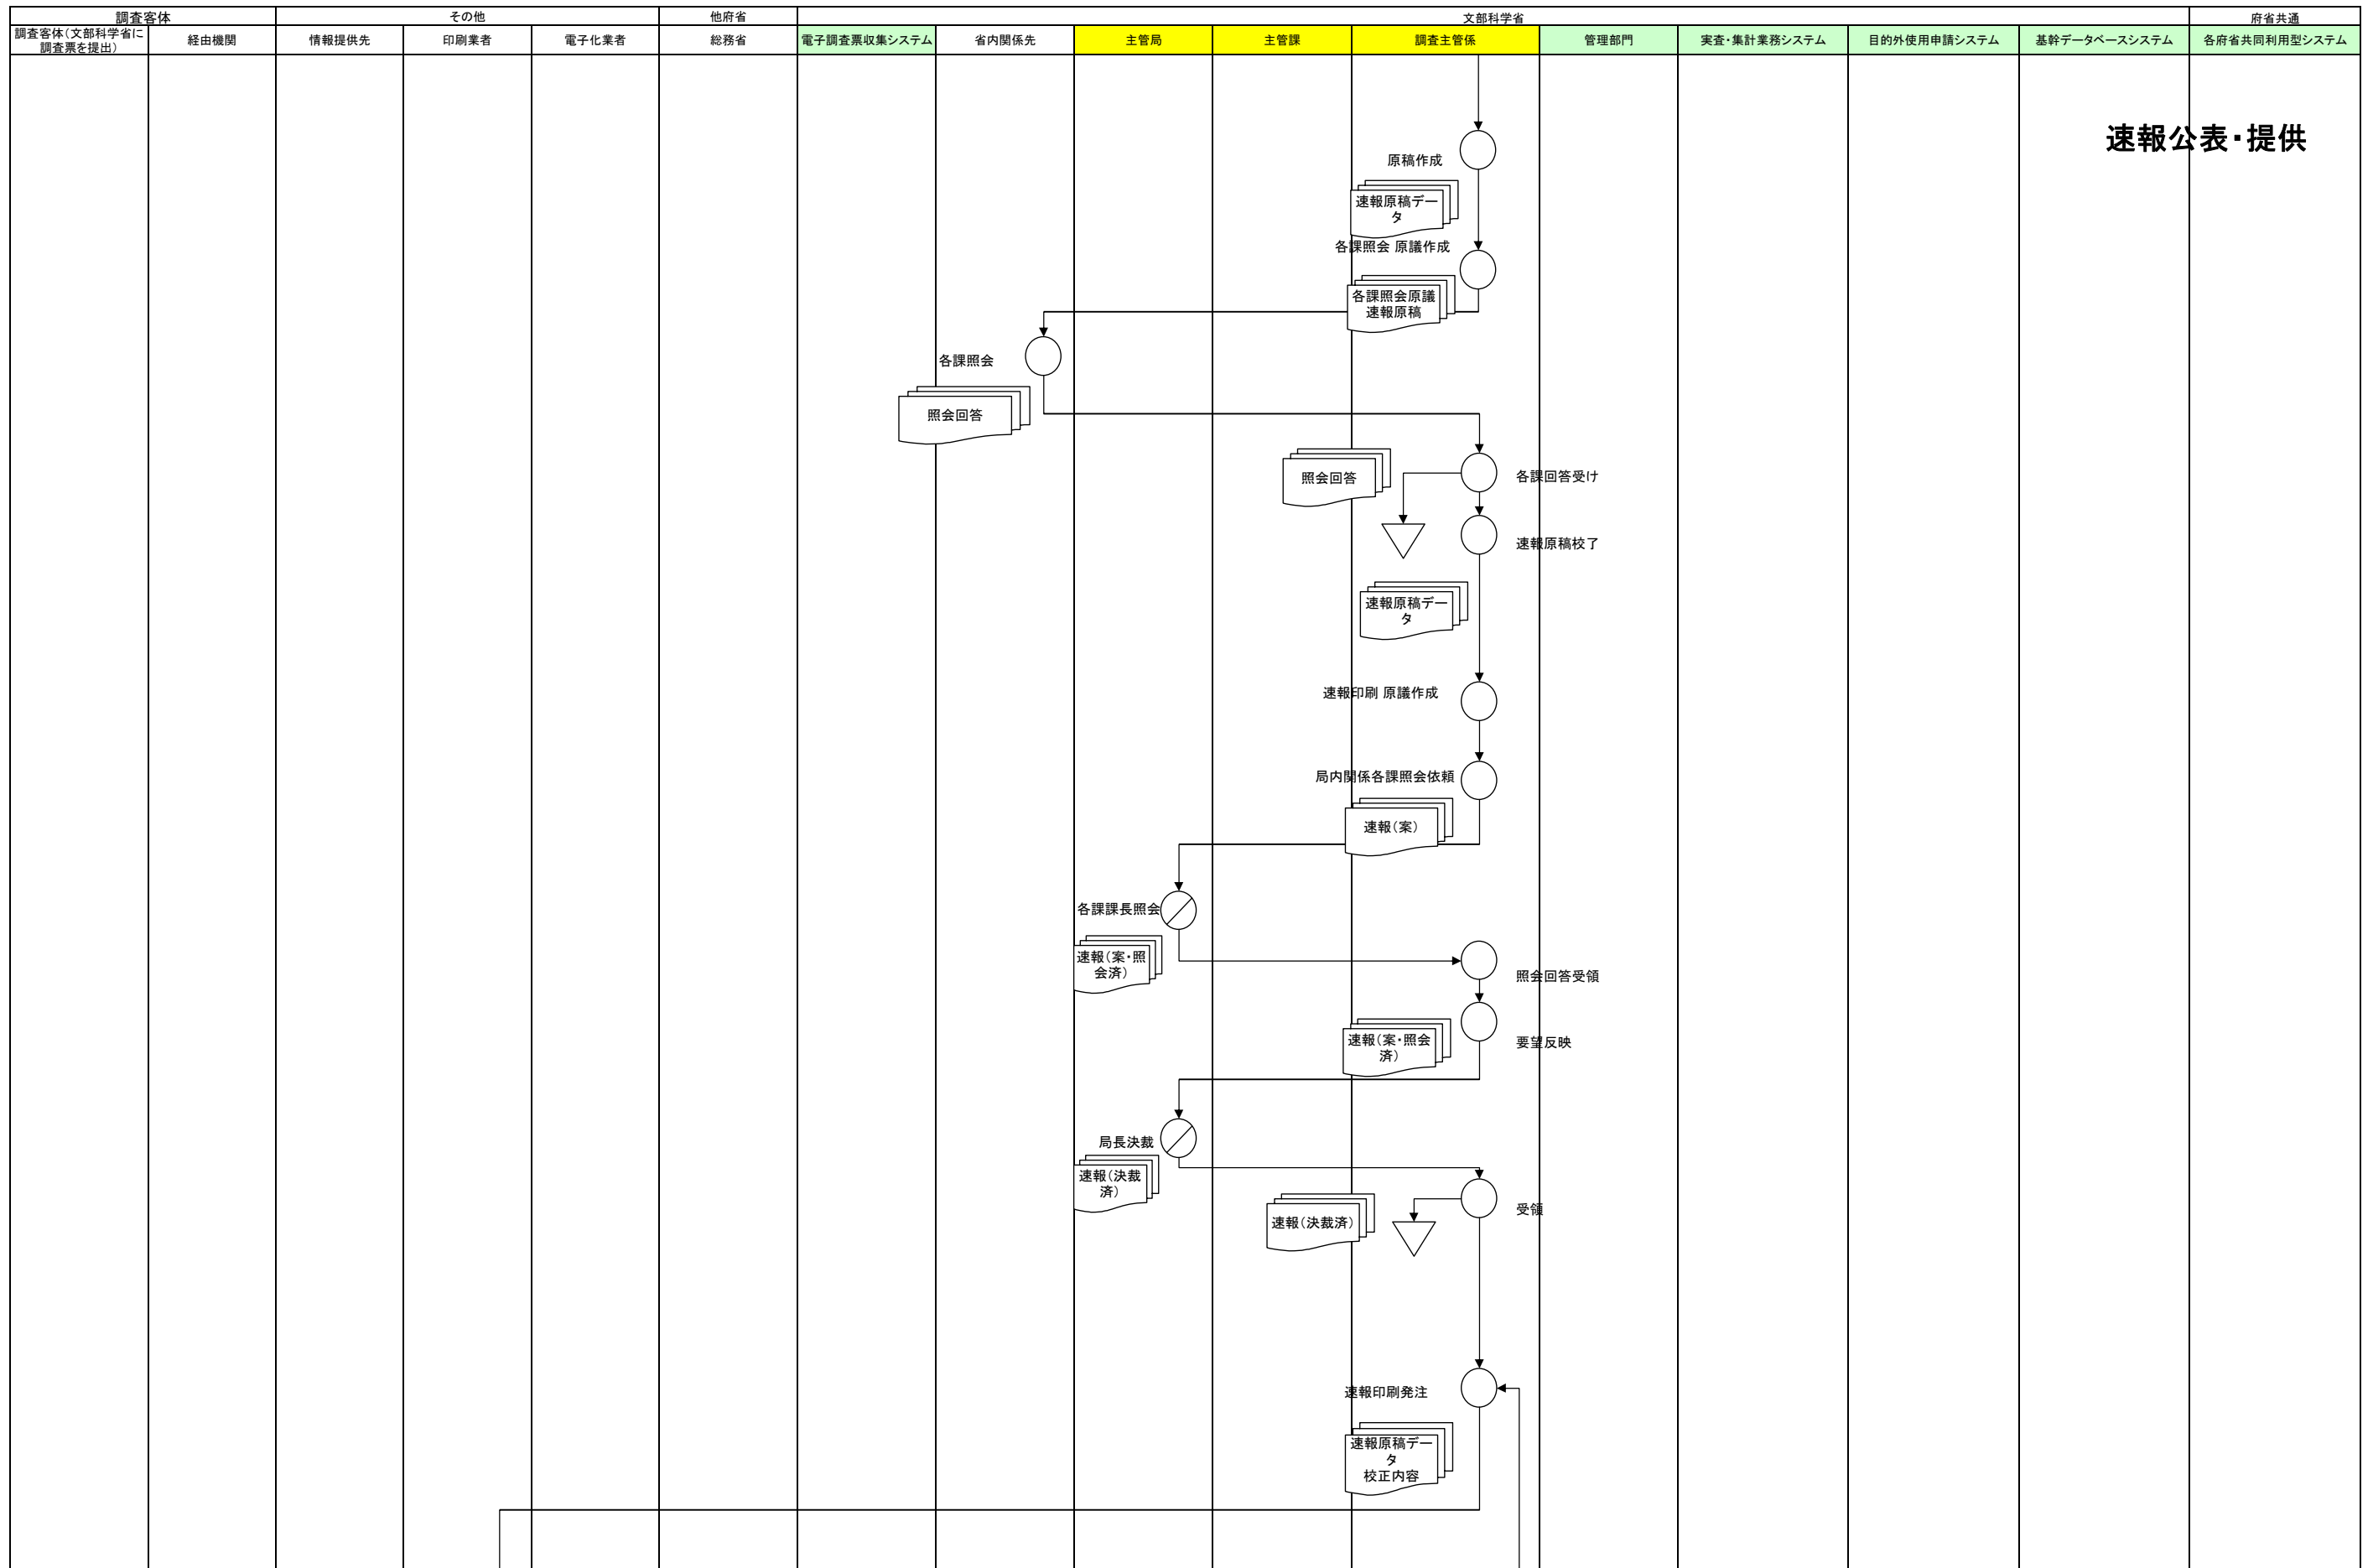 調査客体
その他
他府省
文部科学省
府省共通
調査客体（文部科学省に
調査票を提出）
経由機関
情報提供先
印刷業者
電子化業者
総務省
電子調査票収集システム
省内関係先
主管局
主管課
調査主管係
管理部門
実査・集計業務システム
目的外使用申請システム
基幹データベースシステム
各府省共同利用型システム
速報公表・提供
原稿作成
速報原稿デー
タ
各課照会 原議作成
各課照会原議
速報原稿
各課照会
照会回答
照会回答
各課回答受け
速報原稿校了
速報原稿デー
タ
速報印刷 原議作成
局内関係各課照会依頼
速報（案）
各課課長照会
速報（案・照
会済）
照会回答受領
速報（案・照会
済）
要望反映
局長決裁
速報（決裁
済）
速報（決裁済）
受領
速報印刷発注
速報原稿デー
タ
校正内容